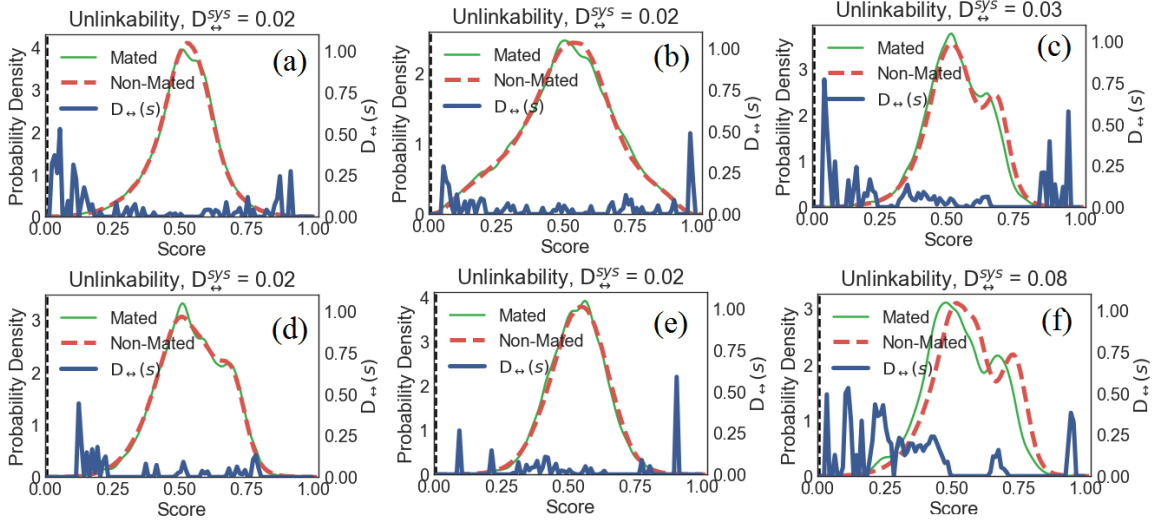 Unlinkability, D↔^sys = 0.02
(a)
Mated
Non-Mated
D↔(s)
Probability Density
4
3
2
1
0
1.00
0.75
0.50
0.25
0.00
D↔(s)
0.00 0.25 0.50 0.75 1.00
Score
Unlinkability, D↔^sys = 0.02
(b)
Mated
Non-Mated
D↔(s)
Probability Density
2
1
0
1.00
0.75
0.50
0.25
0.00
D↔(s)
0.00 0.25 0.50 0.75 1.00
Score
Unlinkability, D↔^sys = 0.03
(c)
Mated
Non-Mated
D↔(s)
Probability Density
3
2
1
0
1.00
0.75
0.50
0.25
0.00
D↔(s)
0.00 0.25 0.50 0.75 1.00
Score
Unlinkability, D↔^sys = 0.02
(d)
Mated
Non-Mated
D↔(s)
Probability Density
3
2
1
0
1.00
0.75
0.50
0.25
0.00
D↔(s)
0.00 0.25 0.50 0.75 1.00
Score
Unlinkability, D↔^sys = 0.02
(e)
Mated
Non-Mated
D↔(s)
Probability Density
4
3
2
1
0
1.00
0.75
0.50
0.25
0.00
D↔(s)
0.00 0.25 0.50 0.75 1.00
Score
Unlinkability, D↔^sys = 0.08
(f)
Mated
Non-Mated
D↔(s)
Probability Density
3
2
1
0
1.00
0.75
0.50
0.25
0.00
D↔(s)
0.00 0.25 0.50 0.75 1.00
Score